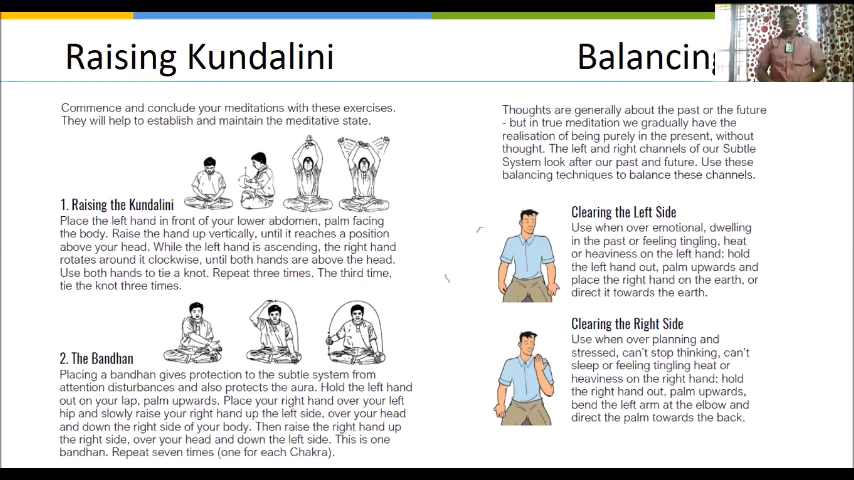 Raising Kundalini
Commence and conclude your meditations with these exercises.
They will help to establish and maintain the meditative state.
1. Raising the Kundalini
Place the left hand in front of your lower abdomen, palm facing
the body. Raise the hand up vertically, until it reaches a position
above your head. While the left hand is ascending, the right hand
rotates around it clockwise, until both hands are above the head.
Use both hands to tie a knot. Repeat three times. The third time,
tie the knot three times.
2. The Bandhan
Placing a bandhan gives protection to the subtle system from
attention disturbances and also protects the aura. Hold the left hand
out on your lap, palm upwards. Place your right hand over your left
hip and slowly raise your right hand up the left side, over your head
and down the right side of your body. Then raise the right hand up
the right side, over your head and down the left side. This is one
bandhan. Repeat seven times (one for each Chakra).
Balancing
Thoughts are generally about the past or the future
- but in true meditation we gradually have the
realisation of being purely in the present, without
thought. The left and right channels of our Subtle
System look after our past and future. Use these
balancing techniques to balance these channels.
Clearing the Left Side
Use when over emotional, dwelling
in the past or feeling tingling, heat
or heaviness on the left hand: hold
the left hand out, palm upwards and
place the right hand on the earth, or
direct it towards the earth.
Clearing the Right Side
Use when over planning and
stressed, can't stop thinking, can't
sleep or feeling tingling heat or
heaviness on the right hand: hold
the right hand out, palm upwards,
bend the left arm at the elbow and
direct the palm towards the back.